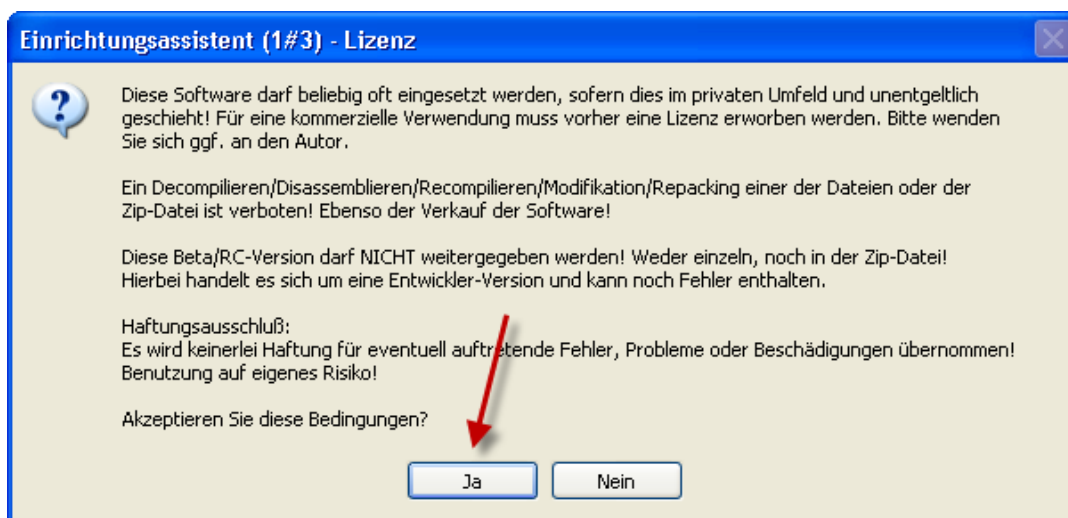 Einrichtungsassistent (1#3) - Lizenz
Diese Software darf beliebig oft eingesetzt werden, sofern dies im privaten Umfeld und unentgeltlich
geschieht! Für eine kommerzielle Verwendung muss vorher eine Lizenz erworben werden. Bitte wenden
Sie sich ggf. an den Autor.
Ein Decompilieren/Disassemblieren/Recompilieren/Modifikation/Repacking einer der Dateien oder der
Zip-Datei ist verboten! Ebenso der Verkauf der Software!
Diese Beta/RC-Version darf NICHT weitergegeben werden! Weder einzeln, noch in der Zip-Datei!
Hierbei handelt es sich um eine Entwickler-Version und kann noch Fehler enthalten.
Haftungsausschluß:
Es wird keinerlei Haftung für eventuell auftretende Fehler, Probleme oder Beschädigungen übernommen!
Benutzung auf eigenes Risiko!
Akzeptieren Sie diese Bedingungen?
Ja
Nein